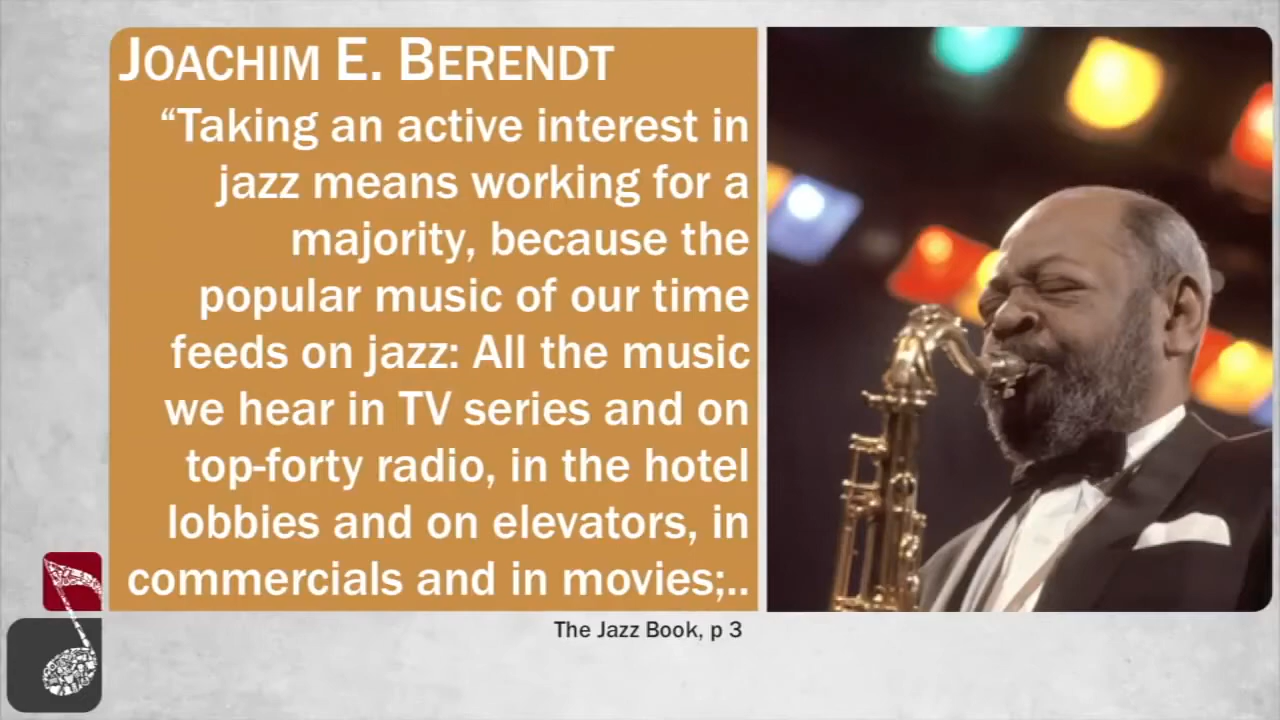 JOACHIM E. BERENDT
“Taking an active interest in
jazz means working for a
majority, because the
popular music of our time
feeds on jazz: All the music
we hear in TV series and on
top-forty radio, in the hotel
lobbies and on elevators, in
commercials and in movies;..
The Jazz Book, p 3